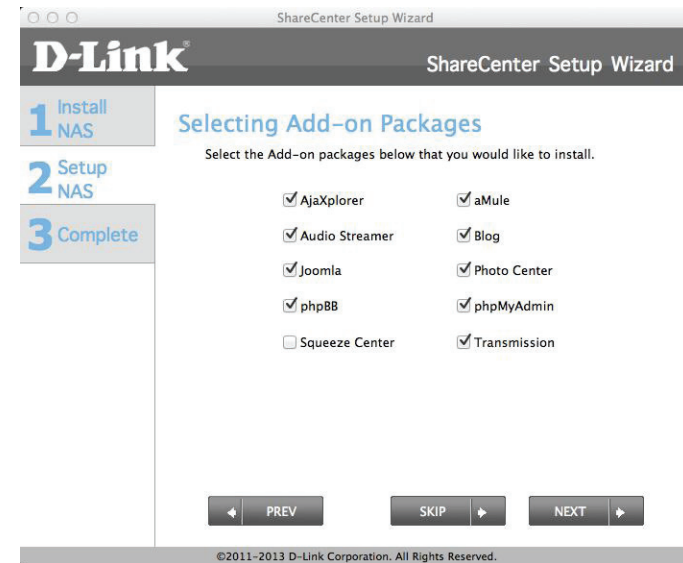 ShareCenter Setup Wizard
D-Link®
ShareCenter Setup Wizard
1 Install NAS
2 Setup NAS
3 Complete
Selecting Add-on Packages
Select the Add-on packages below that you would like to install.
AjaXplorer
aMule
Audio Streamer
Blog
Joomla
Photo Center
phpBB
phpMyAdmin
Squeeze Center
Transmission
PREV
SKIP
NEXT
©2011-2013 D-Link Corporation. All Rights Reserved.